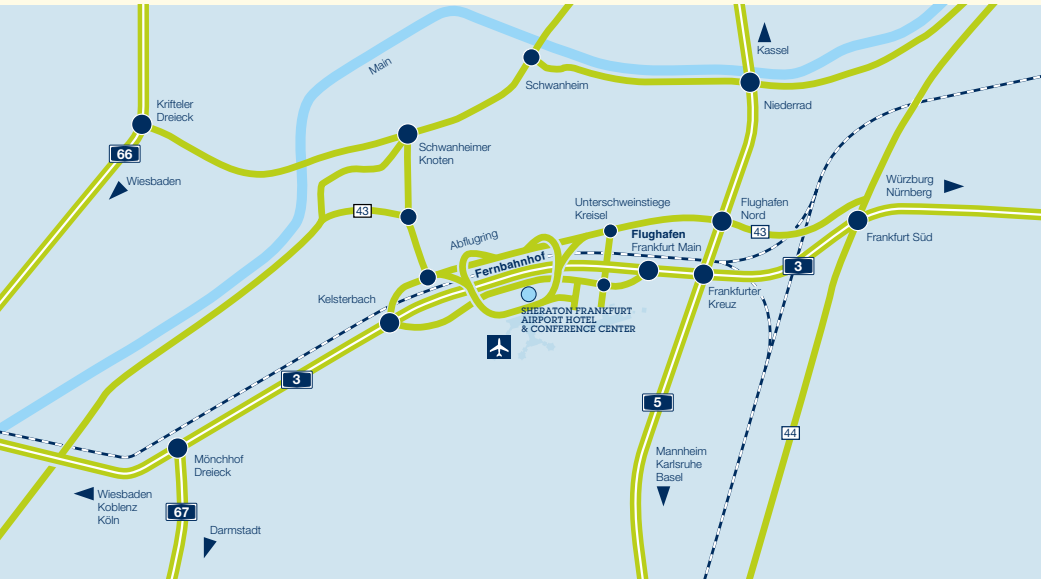 Kassel
Main
Schwanheim
Niederrad
Krifteler
Dreieck
66
Wiesbaden
Schwanheimer
Knoten
43
Abflugring
Unterschweinstiege
Kreisel
Flughafen
Nord
43
Würzburg
Nürnberg
Frankfurt Süd
Flughafen
Frankfurt Main
Fernbahnhof
3
Frankfurter
Kreuz
Kelsterbach
SHERATON FRANKFURT
AIRPORT HOTEL
& CONFERENCE CENTER
3
5
44
Mönchhof
Dreieck
Mannheim
Karlsruhe
Basel
Wiesbaden
Koblenz
Köln
67
Darmstadt